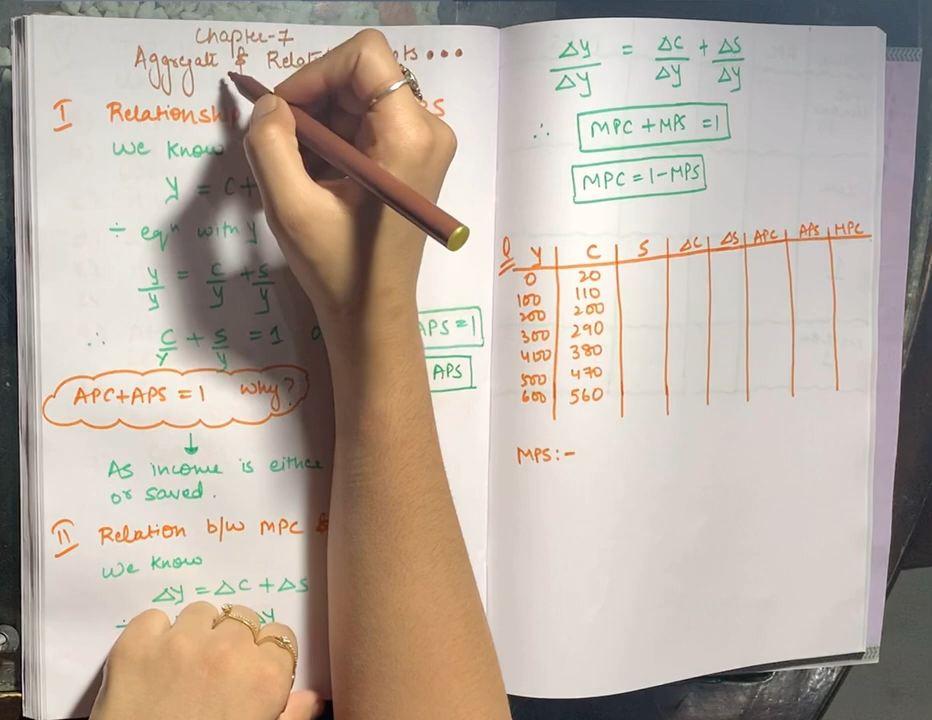 Chapter-7
Aggregate & ...
I
We Know
y = C+
÷ eqⁿ with y
y/y = C/y + S/y
∴ C/y + S/y = 1
APS = 1
APS
APC+APS = 1 why?
↓
As income is either
or saved.
II Relation b/w MPC
We Know
Δy = ΔC + ΔS
÷ Δy
Δy/Δy = ΔC/Δy + ΔS/Δy
∴ MPC + MPS = 1
MPC = 1 - MPS
Q Y C S ΔC ΔS APC APS MPC
0 20
100 110
200 200
300 290
400 380
500 470
600 560
MPS:-